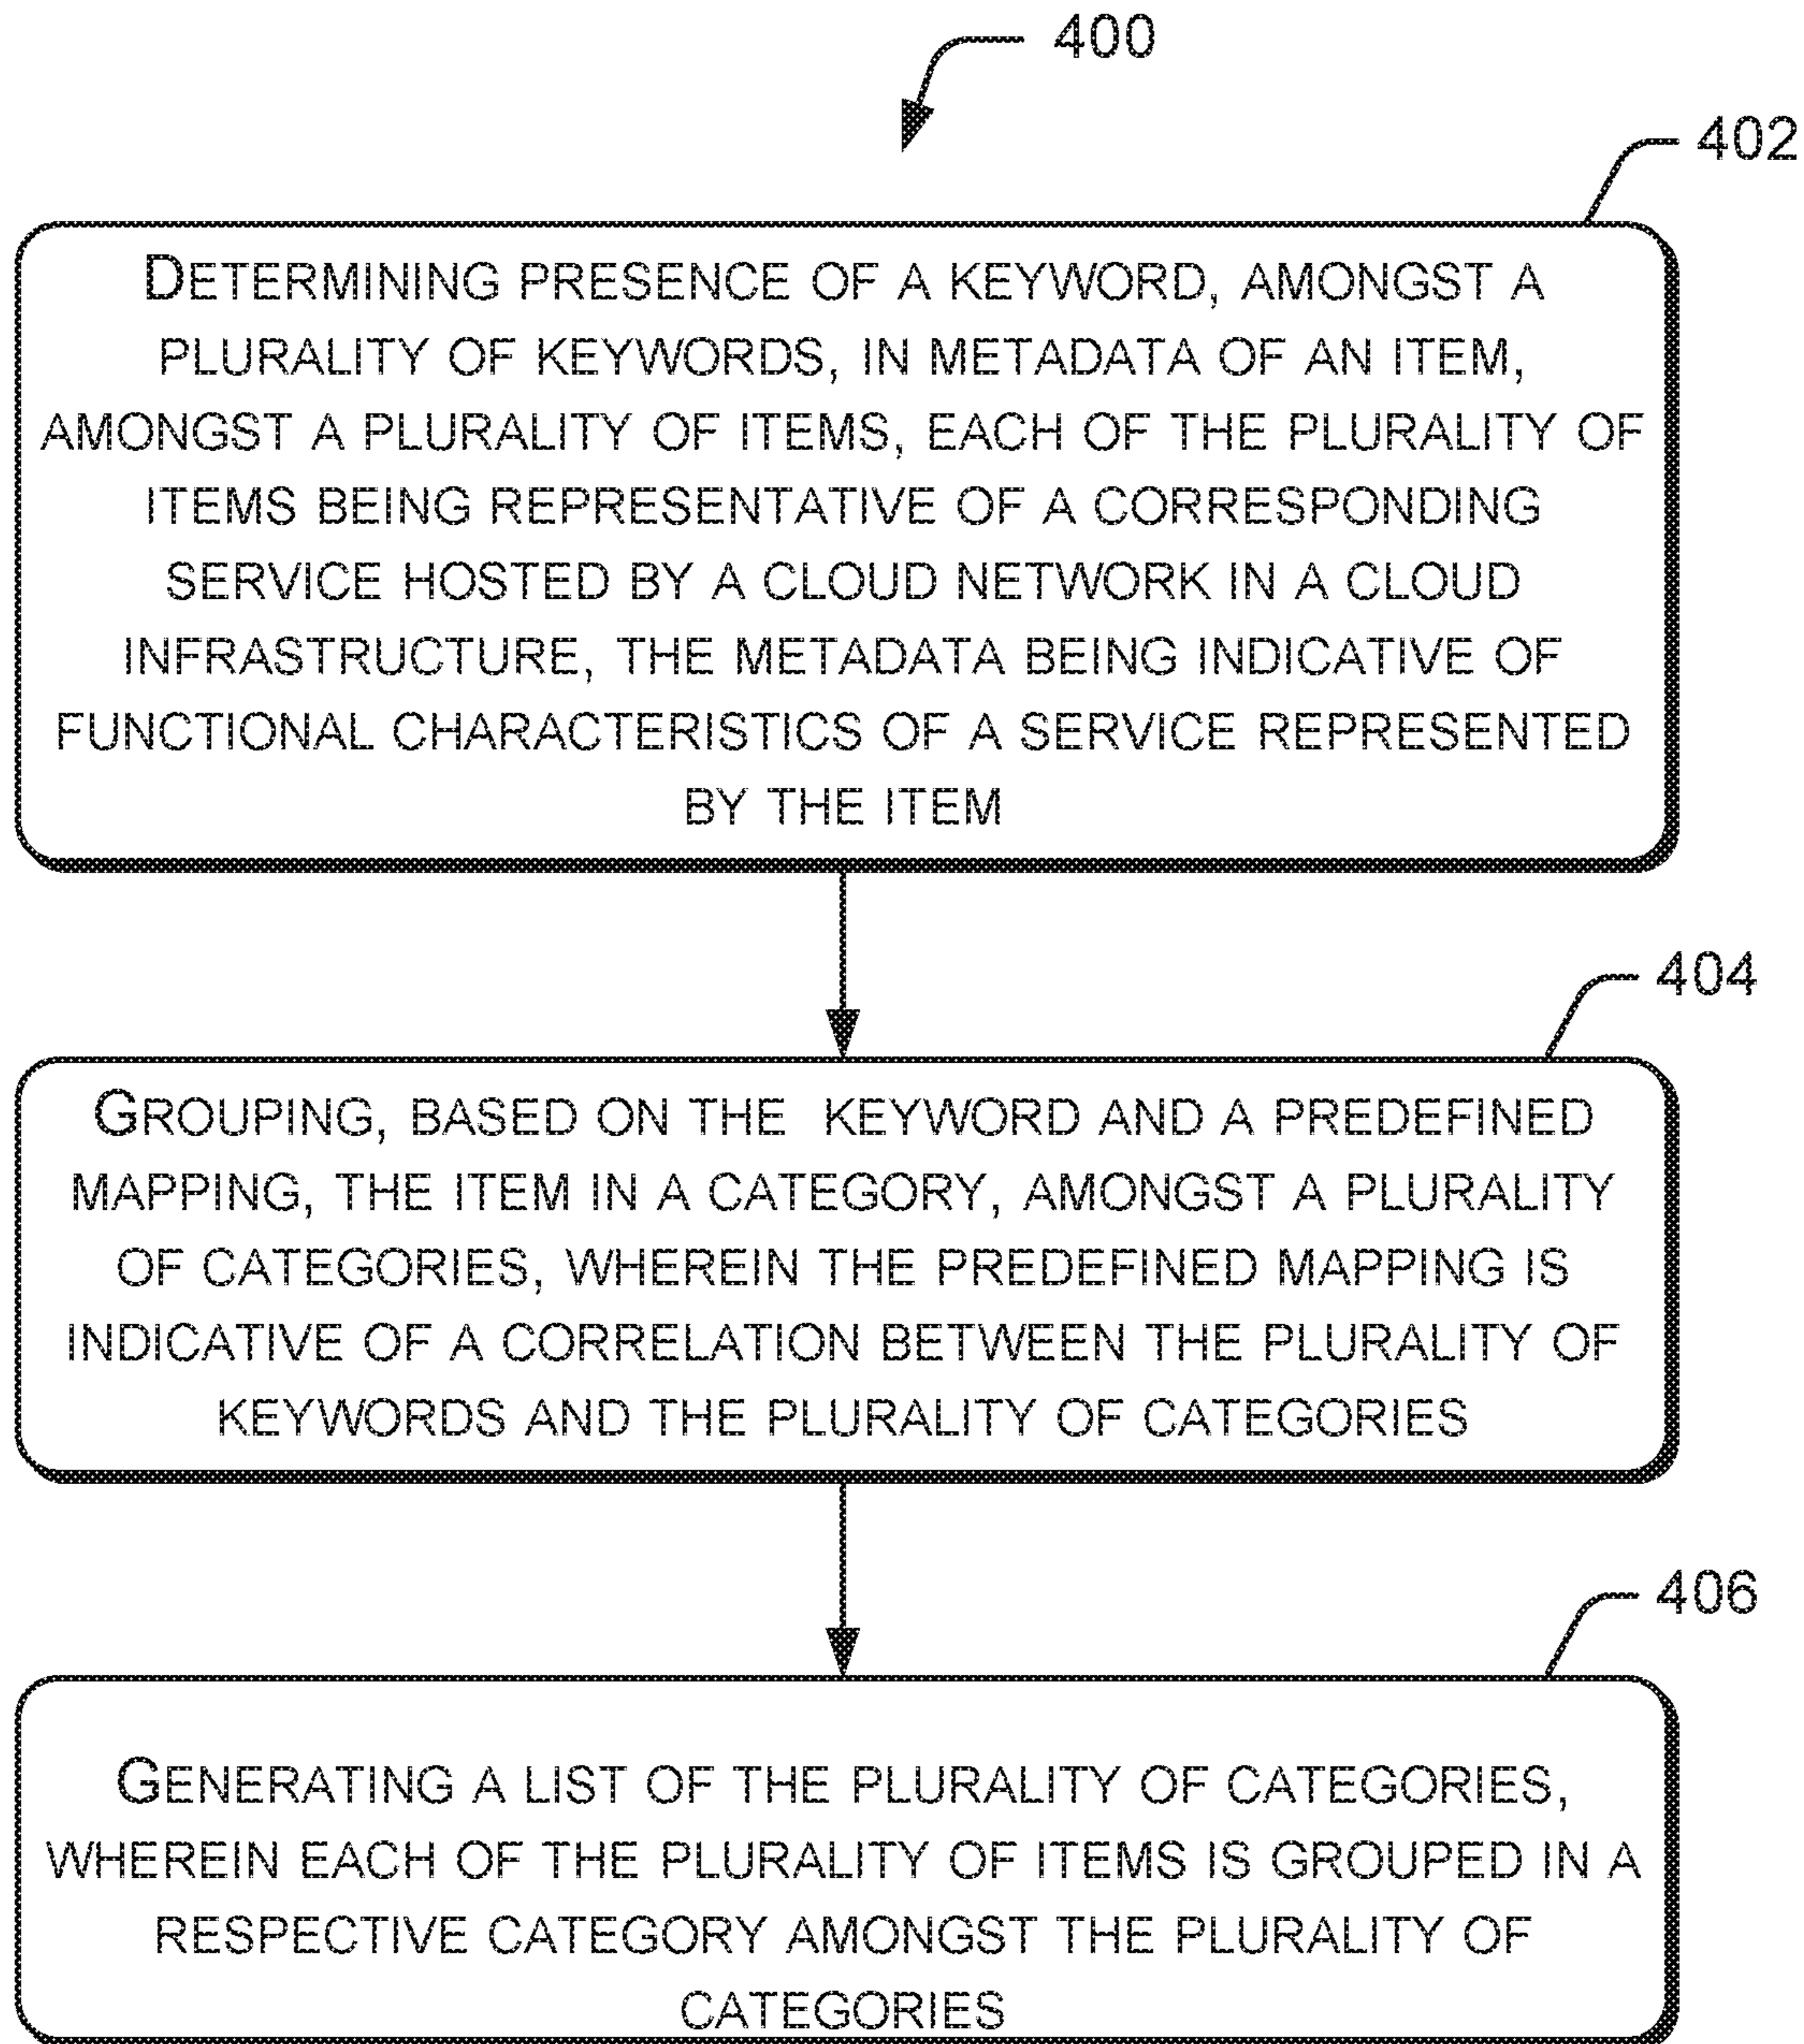 400
402
DETERMINING PRESENCE OF A KEYWORD, AMONGST A
PLURALITY OF KEYWORDS, IN METADATA OF AN ITEM,
AMONGST A PLURALITY OF ITEMS, EACH OF THE PLURALITY OF
ITEMS BEING REPRESENTATIVE OF A CORRESPONDING
SERVICE HOSTED BY A CLOUD NETWORK IN A CLOUD
INFRASTRUCTURE, THE METADATA BEING INDICATIVE OF
FUNCTIONAL CHARACTERISTICS OF A SERVICE REPRESENTED
BY THE ITEM
404
GROUPING, BASED ON THE KEYWORD AND A PREDEFINED
MAPPING, THE ITEM IN A CATEGORY, AMONGST A PLURALITY
OF CATEGORIES, WHEREIN THE PREDEFINED MAPPING IS
INDICATIVE OF A CORRELATION BETWEEN THE PLURALITY OF
KEYWORDS AND THE PLURALITY OF CATEGORIES
406
GENERATING A LIST OF THE PLURALITY OF CATEGORIES,
WHEREIN EACH OF THE PLURALITY OF ITEMS IS GROUPED IN A
RESPECTIVE CATEGORY AMONGST THE PLURALITY OF
CATEGORIES